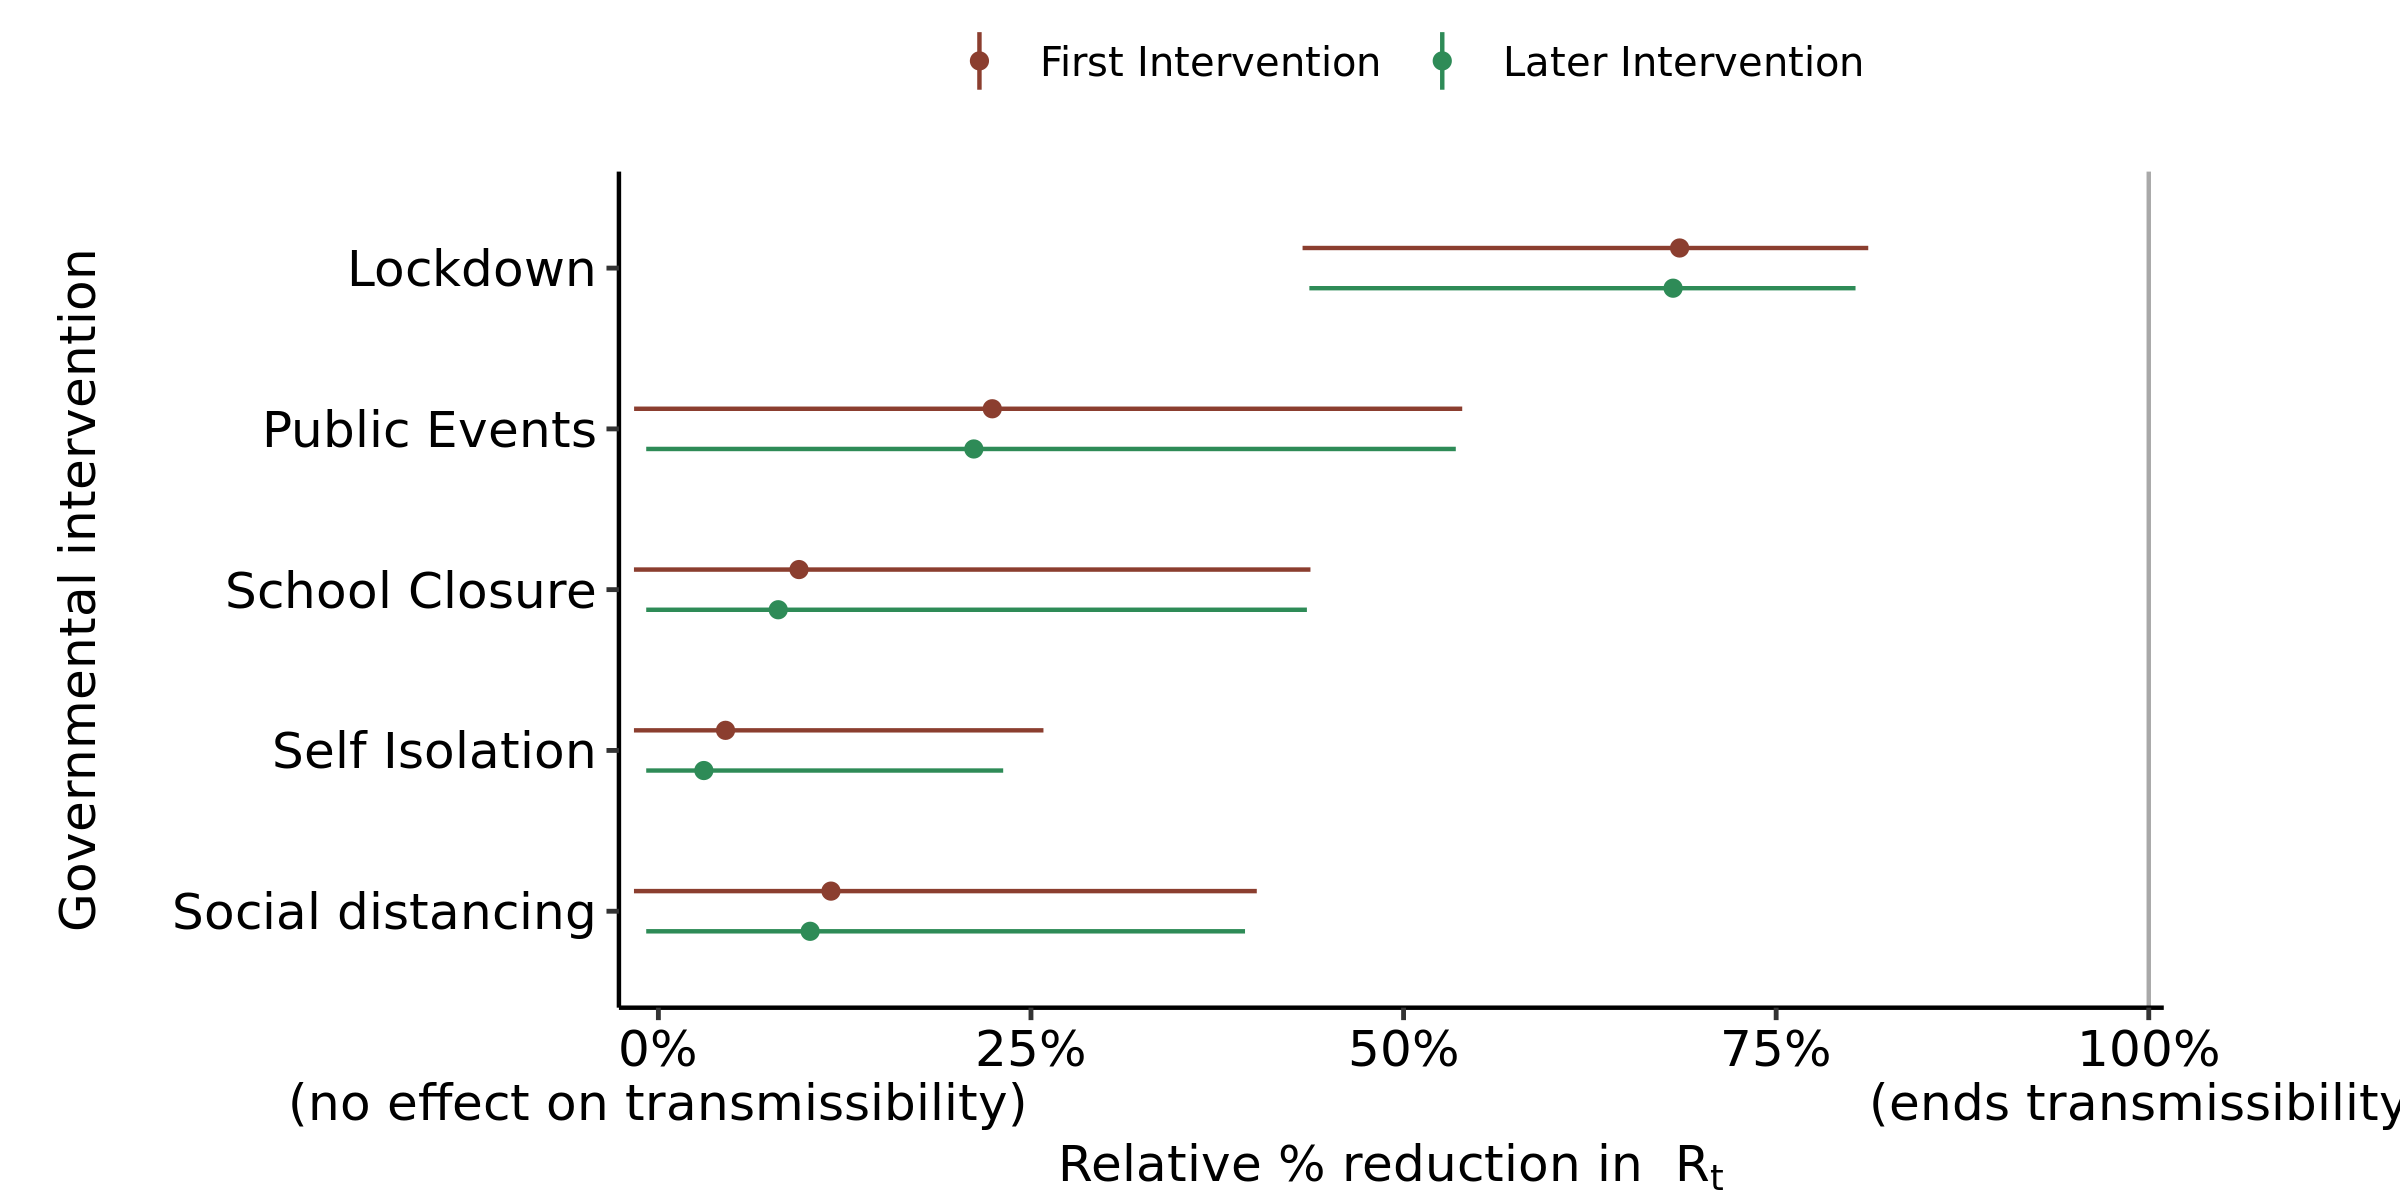 First Intervention Later Intervention
Governmental intervention
Lockdown
Public Events
School Closure
Self Isolation
Social distancing
0% 25% 50% 75% 100%
(no effect on transmissibility) (ends transmissibility
Relative % reduction in Rt